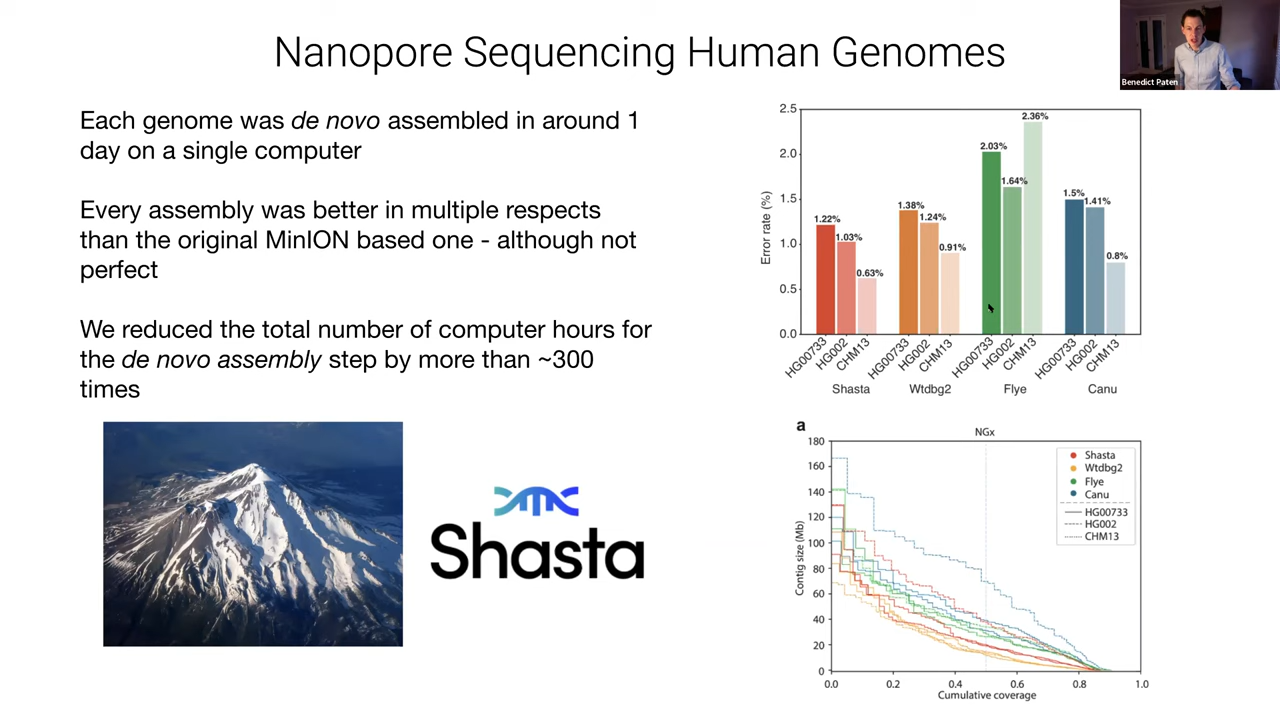 Nanopore Sequencing Human Genomes
Benedict Paten
Each genome was de novo assembled in around 1
day on a single computer
Every assembly was better in multiple respects
than the original MinION based one - although not
perfect
We reduced the total number of computer hours for
the de novo assembly step by more than ~300
times
Shasta
Error rate (%)
2.5
2.0
1.5
1.0
0.5
0.0
1.22%
1.03%
0.63%
1.38%
1.24%
0.91%
2.03%
1.64%
2.36%
1.5%
1.41%
0.8%
HG00733 HG002 CHM13 HG00733 HG002 CHM13 HG00733 HG002 CHM13 HG00733 HG002 CHM13
Shasta Wtdbg2 Flye Canu
a
NGx
Contig size (Mb)
180
160
140
120
100
80
60
40
20
0
Shasta
Wtdbg2
Flye
Canu
HG00733
HG002
CHM13
0.0 0.2 0.4 0.6 0.8 1.0
Cumulative coverage